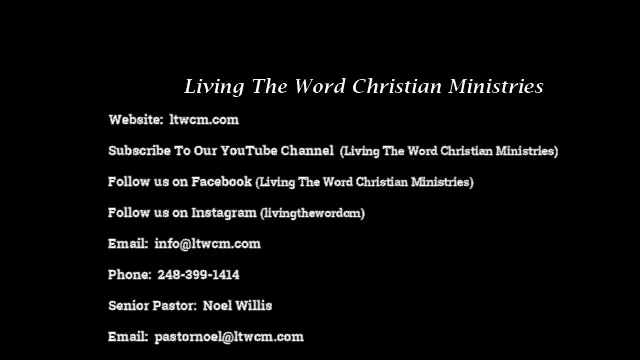 Living The Word Christian Ministries
Website: ltwcm.com
Subscribe To Our YouTube Channel (Living The Word Christian Ministries)
Follow us on Facebook (Living The Word Christian Ministries)
Follow us on Instagram (livingthewordcm)
Email: info@ltwcm.com
Phone: 248-399-1414
Senior Pastor: Noel Willis
Email: pastornoel@ltwcm.com